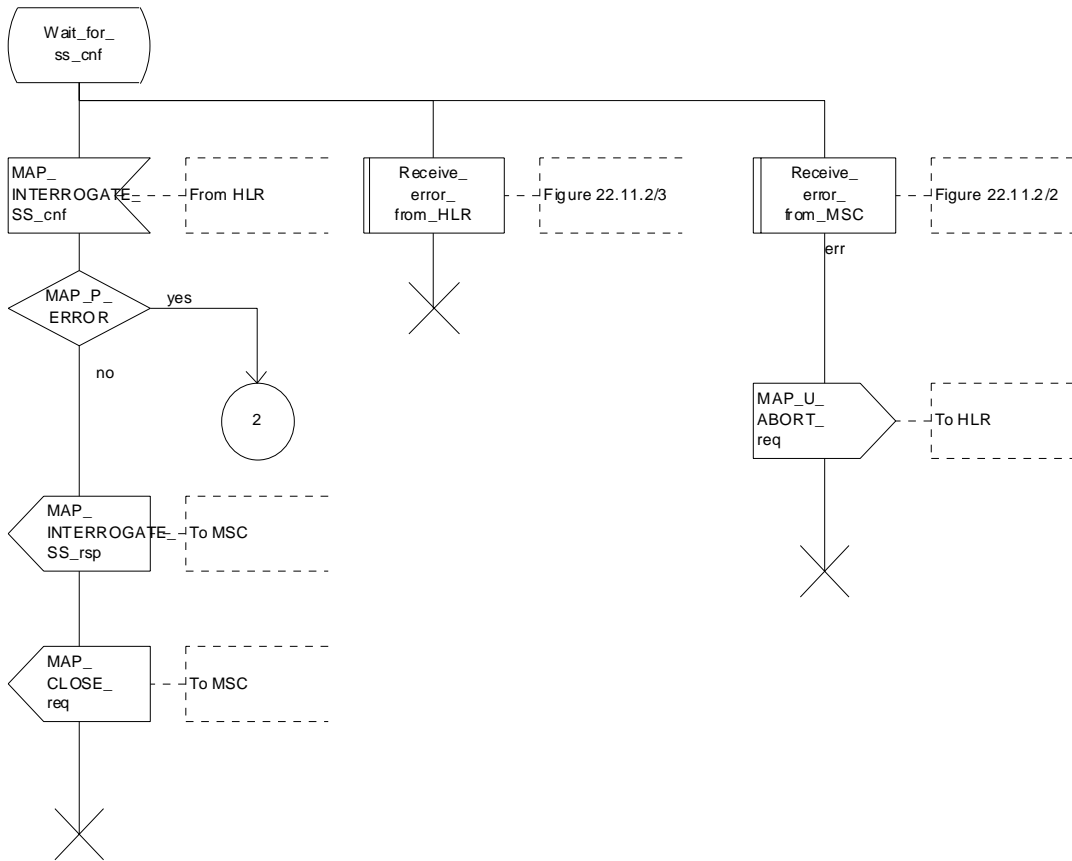 Wait_for_
ss_cnf
MAP_
INTERROGATE_
SS_cnf
From HLR
Receive_
error_
from_HLR
Figure 22.11.2/3
Receive_
error_
from_MSC
Figure 22.11.2/2
err
MAP_P_
ERROR
yes
no
2
MAP_U_
ABORT_
req
To HLR
MAP_
INTERROGATE_
SS_rsp
To MSC
MAP_
CLOSE_
req
To MSC